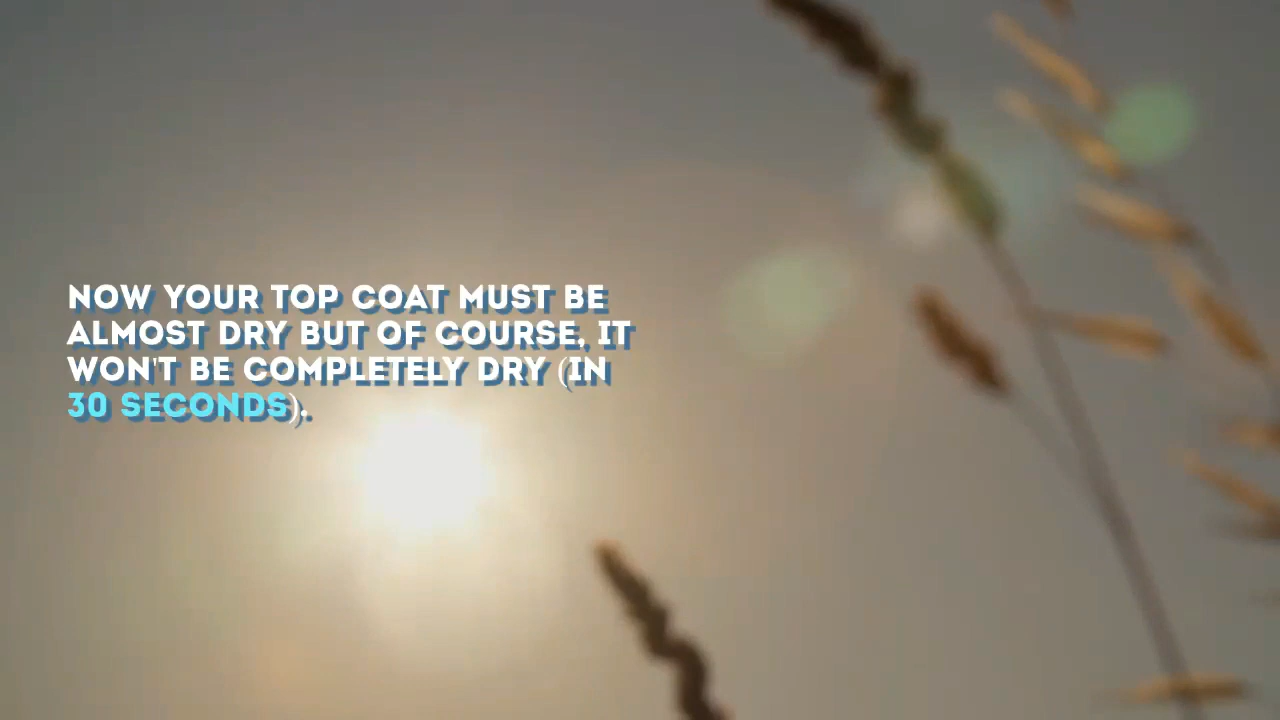 NOW YOUR TOP COAT MUST BE
ALMOST DRY BUT OF COURSE, IT
WON'T BE COMPLETELY DRY (IN
30 SECONDS).